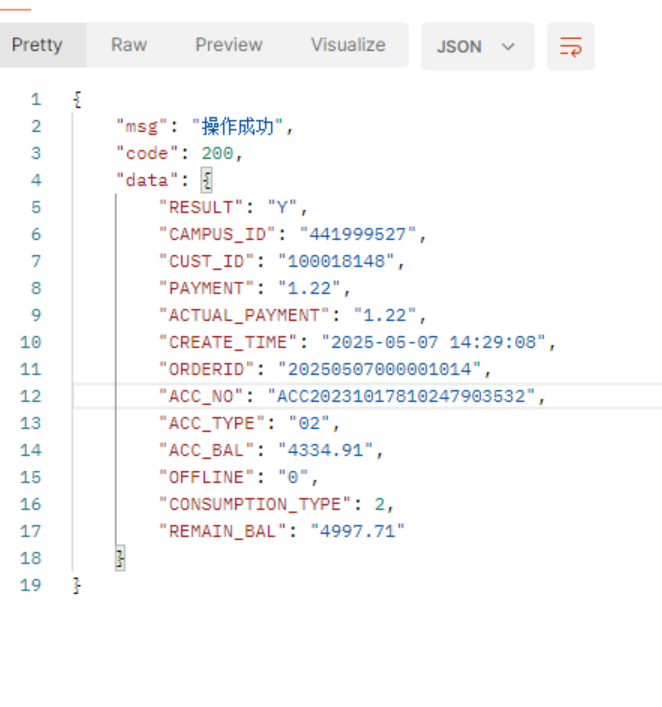 Pretty Raw Preview Visualize JSON
1 {
2 "msg": "操作成功",
3 "code": 200,
4 "data": {
5 "RESULT": "Y",
6 "CAMPUS_ID": "441999527",
7 "CUST_ID": "100018148",
8 "PAYMENT": "1.22",
9 "ACTUAL_PAYMENT": "1.22",
10 "CREATE_TIME": "2025-05-07 14:29:08",
11 "ORDERID": "20250507000001014",
12 "ACC_NO": "ACC20231017810247903532",
13 "ACC_TYPE": "02",
14 "ACC_BAL": "4334.91",
15 "OFFLINE": "0",
16 "CONSUMPTION_TYPE": 2,
17 "REMAIN_BAL": "4997.71"
18 }
19 }